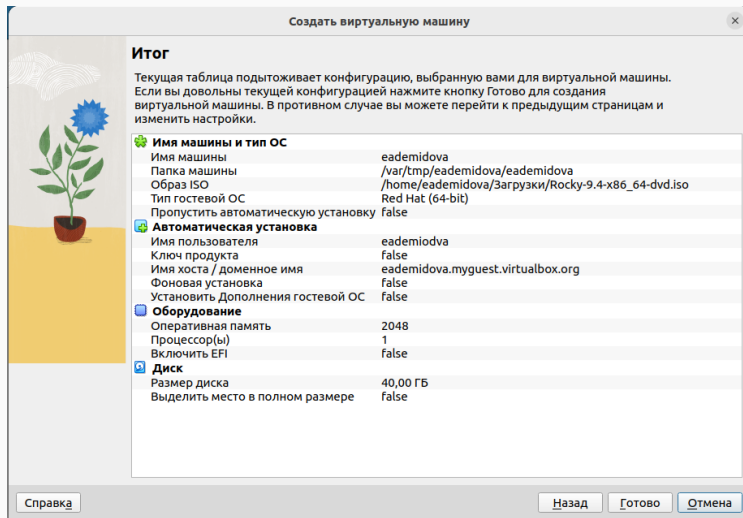 Создать виртуальную машину
Итог
Текущая таблица подытоживает конфигурацию, выбранную вами для виртуальной машины.
Если вы довольны текущей конфигурацией нажмите кнопку Готово для создания
виртуальной машины. В противном случае вы можете перейти к предыдущим страницам и
изменить настройки.
Имя машины и тип ОС
Имя машины eademidova
Папка машины /var/tmp/eademidova/eademidova
Образ ISO /home/eademidova/Загрузки/Rocky-9.4-x86_64-dvd.iso
Тип гостевой ОС Red Hat (64-bit)
Пропустить автоматическую установку false
Автоматическая установка
Имя пользователя eademiodva
Ключ продукта false
Имя хоста / доменное имя eademidova.myguest.virtualbox.org
Фоновая установка false
Установить Дополнения гостевой ОС false
Оборудование
Оперативная память 2048
Процессор(ы) 1
Включить EFI false
Диск
Размер диска 40,00 ГБ
Выделить место в полном размере false
Справка Назад Готово Отмена